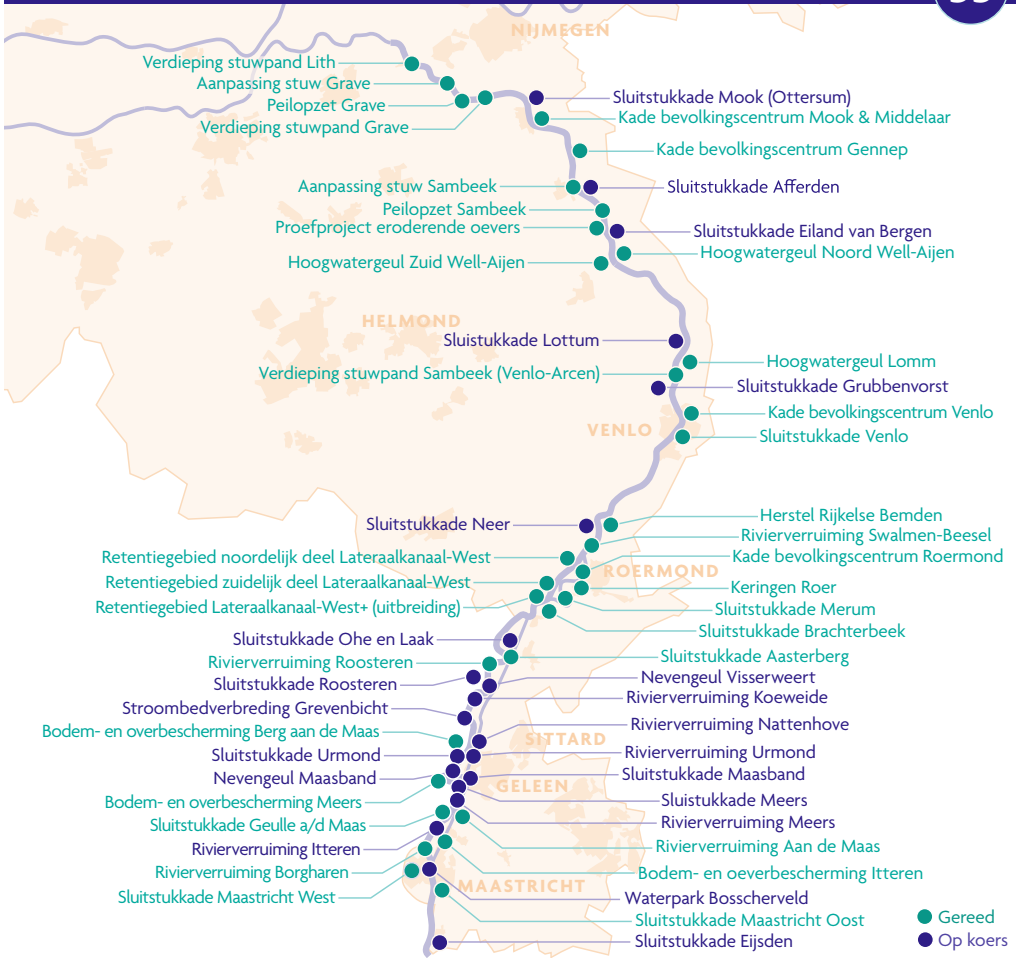 NIJMEGEN
Verdieping stuwpand Lith
Aanpassing stuw Grave
Peilopzet Grave
Verdieping stuwpand Grave
Sluitstukkade Mook (Ottersum)
Kade bevolkingscentrum Mook & Middelaar
Kade bevolkingscentrum Gennep
Aanpassing stuw Sambeek
Sluitstukkade Afferden
Peilopzet Sambeek
Proefproject eroderende oevers
Sluitstukkade Eiland van Bergen
Hoogwatergeul Noord Well-Aijen
Hoogwatergeul Zuid Well-Aijen
HELMOND
Sluistukkade Lottum
Hoogwatergeul Lomm
Verdieping stuwpand Sambeek (Venlo-Arcen)
Sluitstukkade Grubbenvorst
Kade bevolkingscentrum Venlo
VENLO
Sluitstukkade Venlo
Sluitstukkade Neer
Herstel Rijkelse Bemden
Rivierverruiming Swalmen-Beesel
Retentiegebied noordelijk deel Lateraalkanaal-West
Kade bevolkingscentrum Roermond
ROERMOND
Retentiegebied zuidelijk deel Lateraalkanaal-West
Keringen Roer
Retentiegebied Lateraalkanaal-West+ (uitbreiding)
Sluitstukkade Merum
Sluitstukkade Brachterbeek
Sluitstukkade Ohe en Laak
Sluitstukkade Aasterberg
Rivierverruiming Roosteren
Nevengeul Visserweert
Sluitstukkade Roosteren
Rivierverruiming Koeweide
Stroombedverbreding Grevenbicht
Rivierverruiming Nattenhove
Bodem- en overbescherming Berg aan de Maas
SITTARD
Sluitstukkade Urmond
Rivierverruiming Urmond
Nevengeul Maasband
Sluitstukkade Maasband
GELEEN
Bodem- en overbescherming Meers
Sluistukkade Meers
Sluitstukkade Geulle a/d Maas
Rivierverruiming Meers
Rivierverruiming Itteren
Rivierverruiming Aan de Maas
Rivierverruiming Borgharen
Bodem- en oeverbescherming Itteren
MAASTRICHT
Sluitstukkade Maastricht West
Waterpark Bosscherveld
Sluitstukkade Maastricht Oost
Sluitstukkade Eijsden
Gereed
Op koers